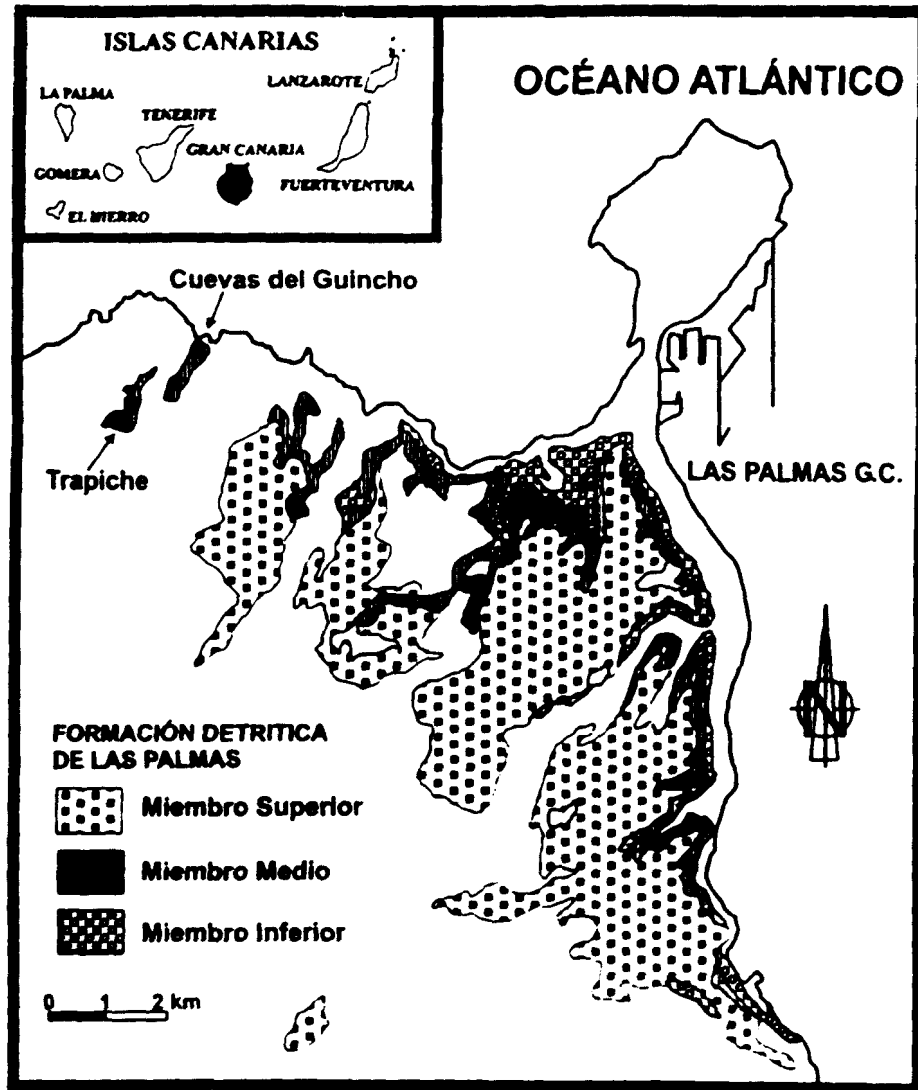 ISLAS CANARIAS
LANZAROTE
LA PALMA
TENERIFE
GRAN CANARIA
GOMERA
FUERTEVENTURA
EL HIERRO
OCÉANO ATLÁNTICO
Cuevas del Guincho
Trapiche
LAS PALMAS G.C.
N
FORMACIÓN DETRITICA
DE LAS PALMAS
Miembro Superior
Miembro Medio
Miembro Inferior
0 1 2 km